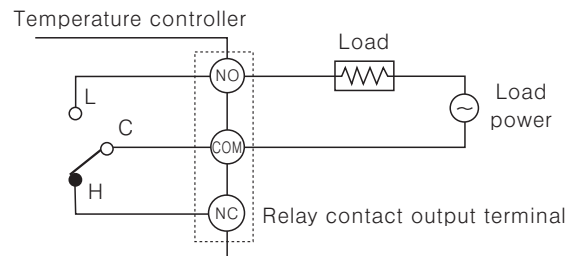 Temperature controller
Load
NO
L
Load
power
C
COM
H
NC
Relay contact output terminal